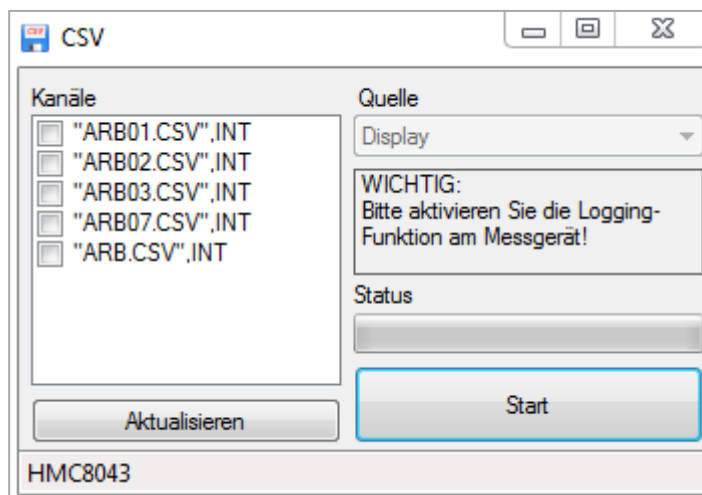 CSV
Kanäle
"ARB01.CSV",INT
"ARB02.CSV",INT
"ARB03.CSV",INT
"ARB07.CSV",INT
"ARB.CSV",INT
Aktualisieren
Quelle
Display
WICHTIG:
Bitte aktivieren Sie die Logging-
Funktion am Messgerät!
Status
Start
HMC8043